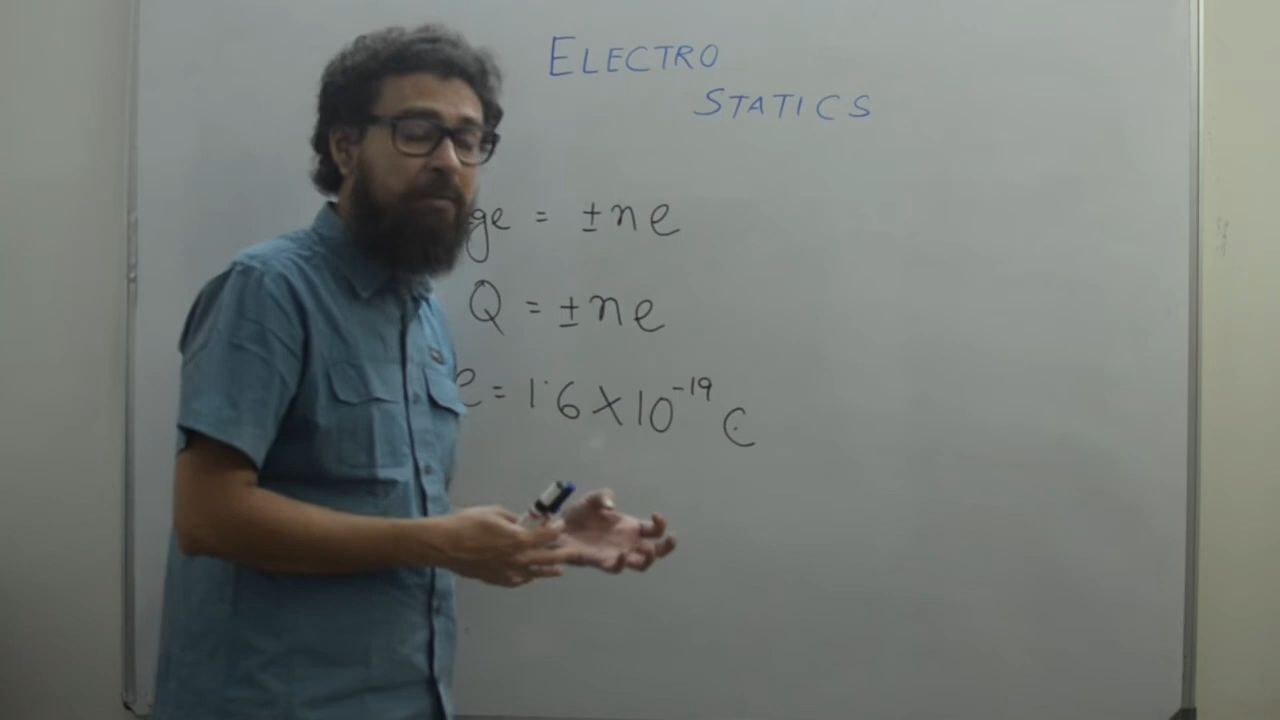 ELECTRO
STATICS
ge = ±ne
Q = ±ne
e = 1·6 X 10⁻¹⁹ C